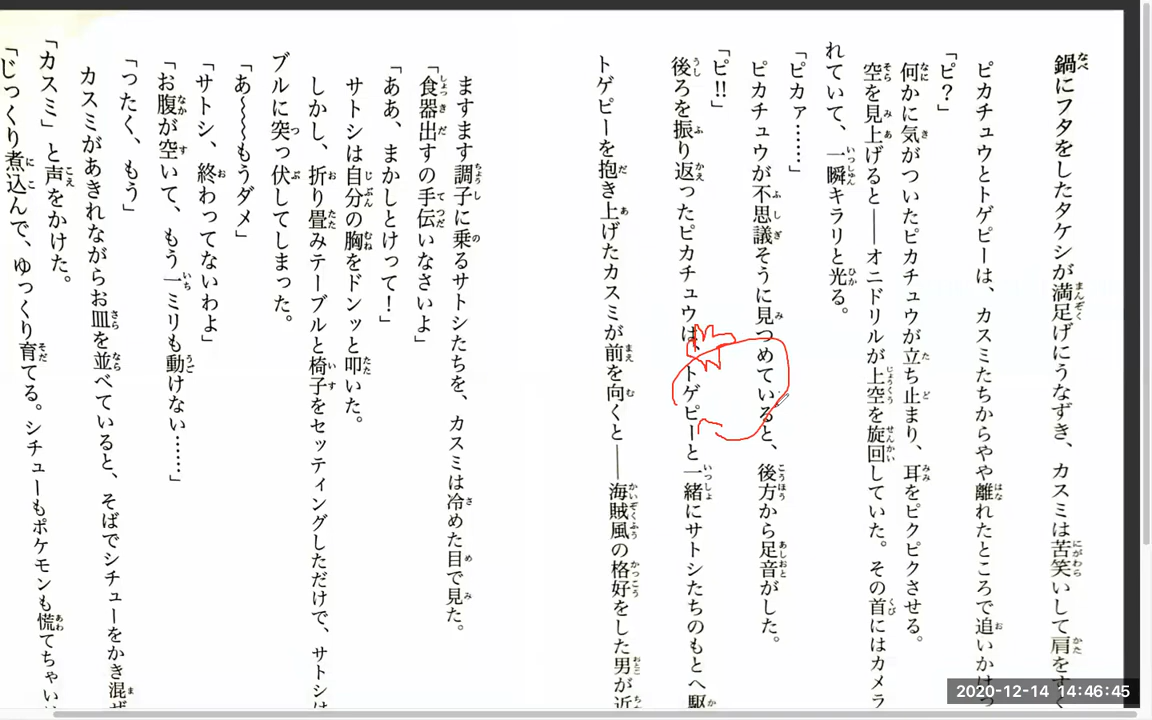 鍋にフタをしたタケシが満足げにうなずき、カスミは苦笑いして肩をすく
ピカチュウとトゲピーは、カスミたちからやや離れたところで追いかけっ
「ピ?」
何かに気がついたピカチュウが立ち止まり、耳をピクピクさせる。
空を見上げると――オニドリルが上空を旋回していた。その首にはカメラ
れていて、一瞬キラリと光る。
「ピカァ……」
ピカチュウが不思議そうに見つめていると、後方から足音がした。
「ピ!!」
後ろを振り返ったピカチュウは、トゲピーと一緒にサトシたちのもとへ駆
トゲピーを抱き上げたカスミが前を向くと――海賊風の格好をした男が近
ますます調子に乗るサトシたちを、カスミは冷めた目で見た。
「食器出すの手伝いなさいよ」
「ああ、まかしとけって!」
サトシは自分の胸をドンッと叩いた。
しかし、折り畳みテーブルと椅子をセッティングしただけで、サトシは
ブルに突っ伏してしまった。
「あ～～～もうダメ」
「サトシ、終わってないわよ」
「お腹が空いて、もう一ミリも動けない……」
「ったく、もう」
カスミがあきれながらお皿を並べていると、そばでシチューをかき混ぜ
「カスミ」と声をかけた。
「じっくり煮込んで、ゆっくり育てる。シチューもポケモンも慌てちゃい
2020-12-14 14:46:45